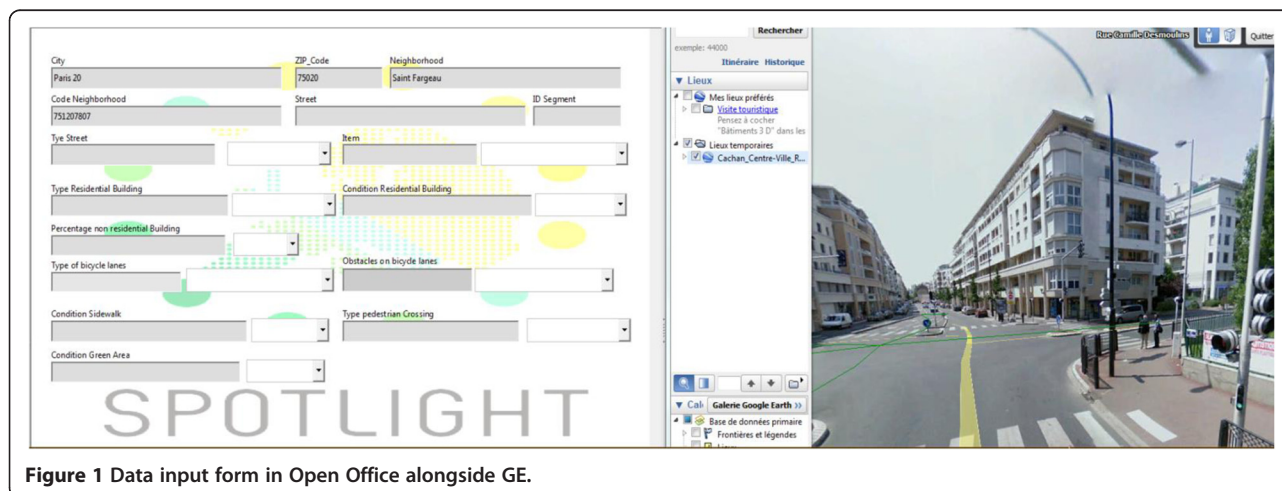 City ZIP_Code Neighborhood
Paris 20 75020 Saint Fargeau
Code Neighborhood Street ID Segment
751207807
Tye Street Item
Type Residential Building Condition Residential Building
Percentage non residential Building
Type of bicycle lanes Obstacles on bicycle lanes
Condition Sidewalk Type pedestrian Crossing
Condition Green Area
SPOTLIGHT
Rechercher
exemple: 44000
Itinéraire Historique
Lieux
Mes lieux préférés
Visite touristique
Pensez à cocher
"Bâtiments 3 D" dans les
Lieux temporaires
Cachan_Centre-Ville_R...
Galerie Google Earth >>
Base de données primaire
Frontières et légendes
Rue Camille Desmoulins
Quitter
Figure 1 Data input form in Open Office alongside GE.